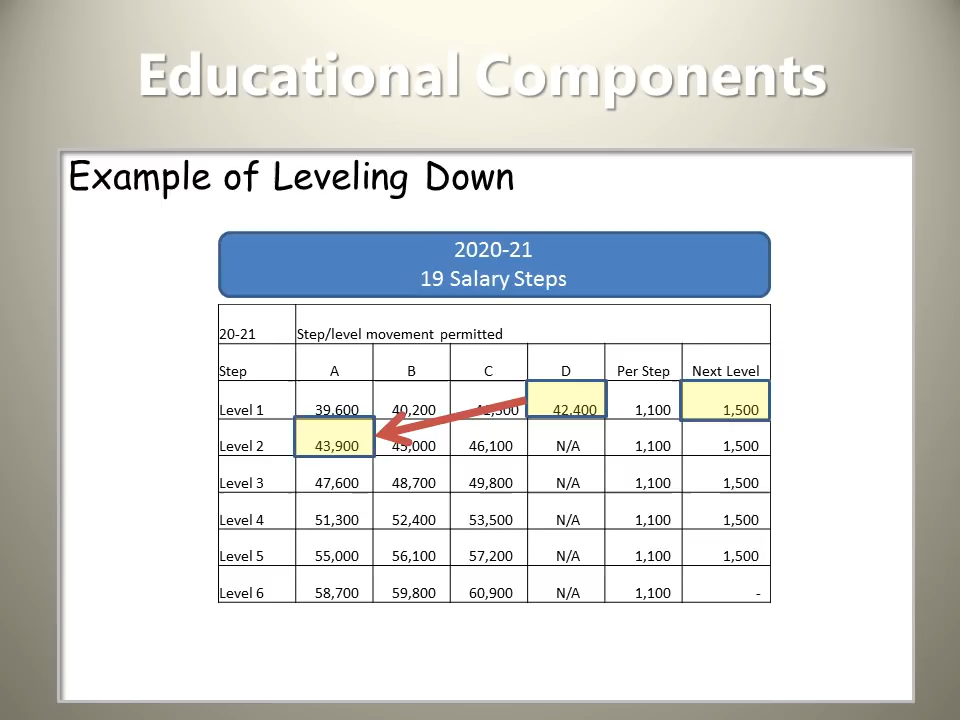 Educational Components
Example of Leveling Down
2020-21
19 Salary Steps
20-21 Step/level movement permitted
Step A B C D Per Step Next Level
Level 1 39,600 40,200 41,300 42,400 1,100 1,500
Level 2 43,900 45,000 46,100 N/A 1,100 1,500
Level 3 47,600 48,700 49,800 N/A 1,100 1,500
Level 4 51,300 52,400 53,500 N/A 1,100 1,500
Level 5 55,000 56,100 57,200 N/A 1,100 1,500
Level 6 58,700 59,800 60,900 N/A 1,100 -